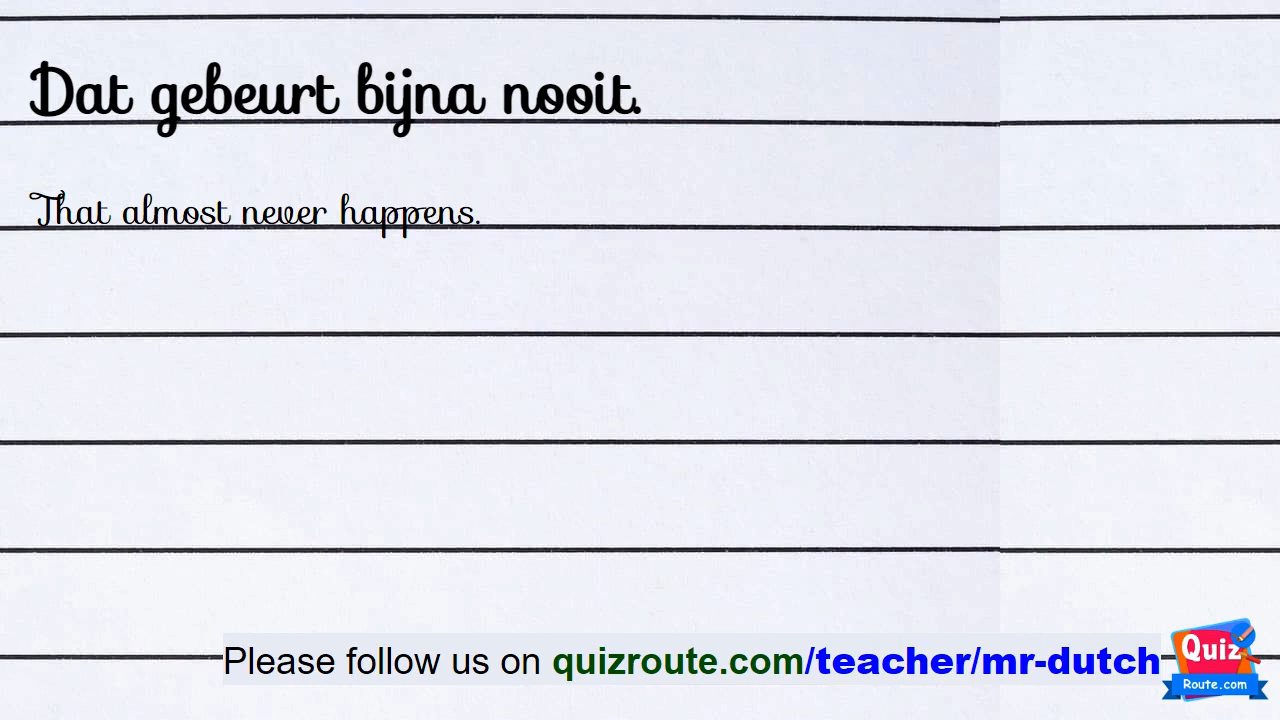 Dat gebeurt bijna nooit.
That almost never happens.
Please follow us on quizroute.com/teacher/mr-dutch
Quiz
Route.com